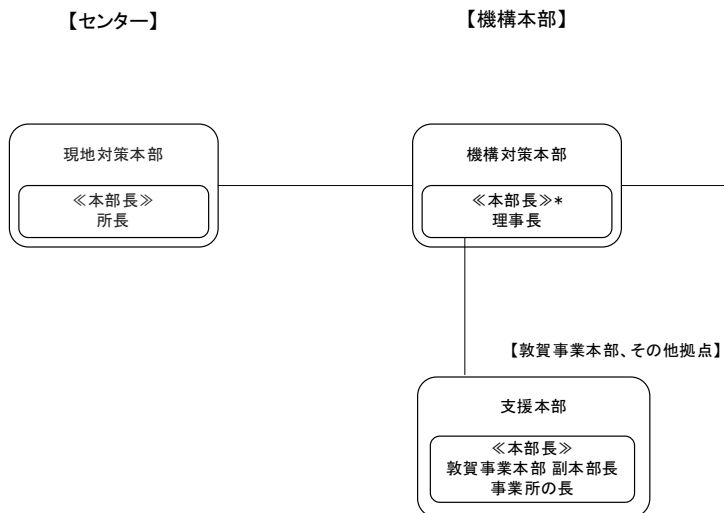 【センター】
【機構本部】
現地対策本部
≪本部長≫
所長
機構対策本部
≪本部長≫*
理事長
【敦賀事業本部、その他拠点】
支援本部
≪本部長≫
敦賀事業本部 副本部長
事業所の長